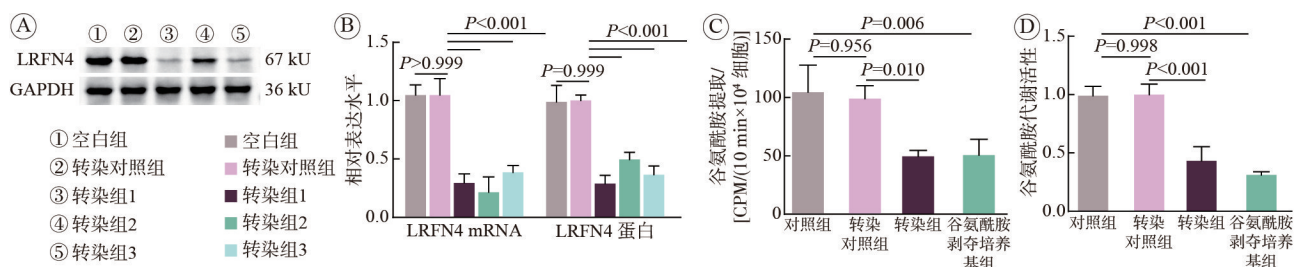 A
① ② ③ ④ ⑤
LRFN4 67 kU
GAPDH 36 kU
① 空白组
② 转染对照组
③ 转染组1
④ 转染组2
⑤ 转染组3
空白组
转染对照组
转染组1
转染组2
转染组3
B
相对表达水平
1.5
1.0
0.5
0.0
P<0.001
P>0.999
P<0.001
P=0.999
LRFN4 mRNA
LRFN4 蛋白
C
谷氨酰胺提取/
[CPM/(10 min×10⁴ 细胞)]
150
100
50
0
P=0.006
P=0.956
P=0.010
对照组
转染
对照组
转染组
谷氨酰胺
剥夺培养
基组
D
谷氨酰胺代谢活性
1.5
1.0
0.5
0.0
P<0.001
P=0.998
P<0.001
对照组
转染
对照组
转染组
谷氨酰胺
剥夺培养
基组